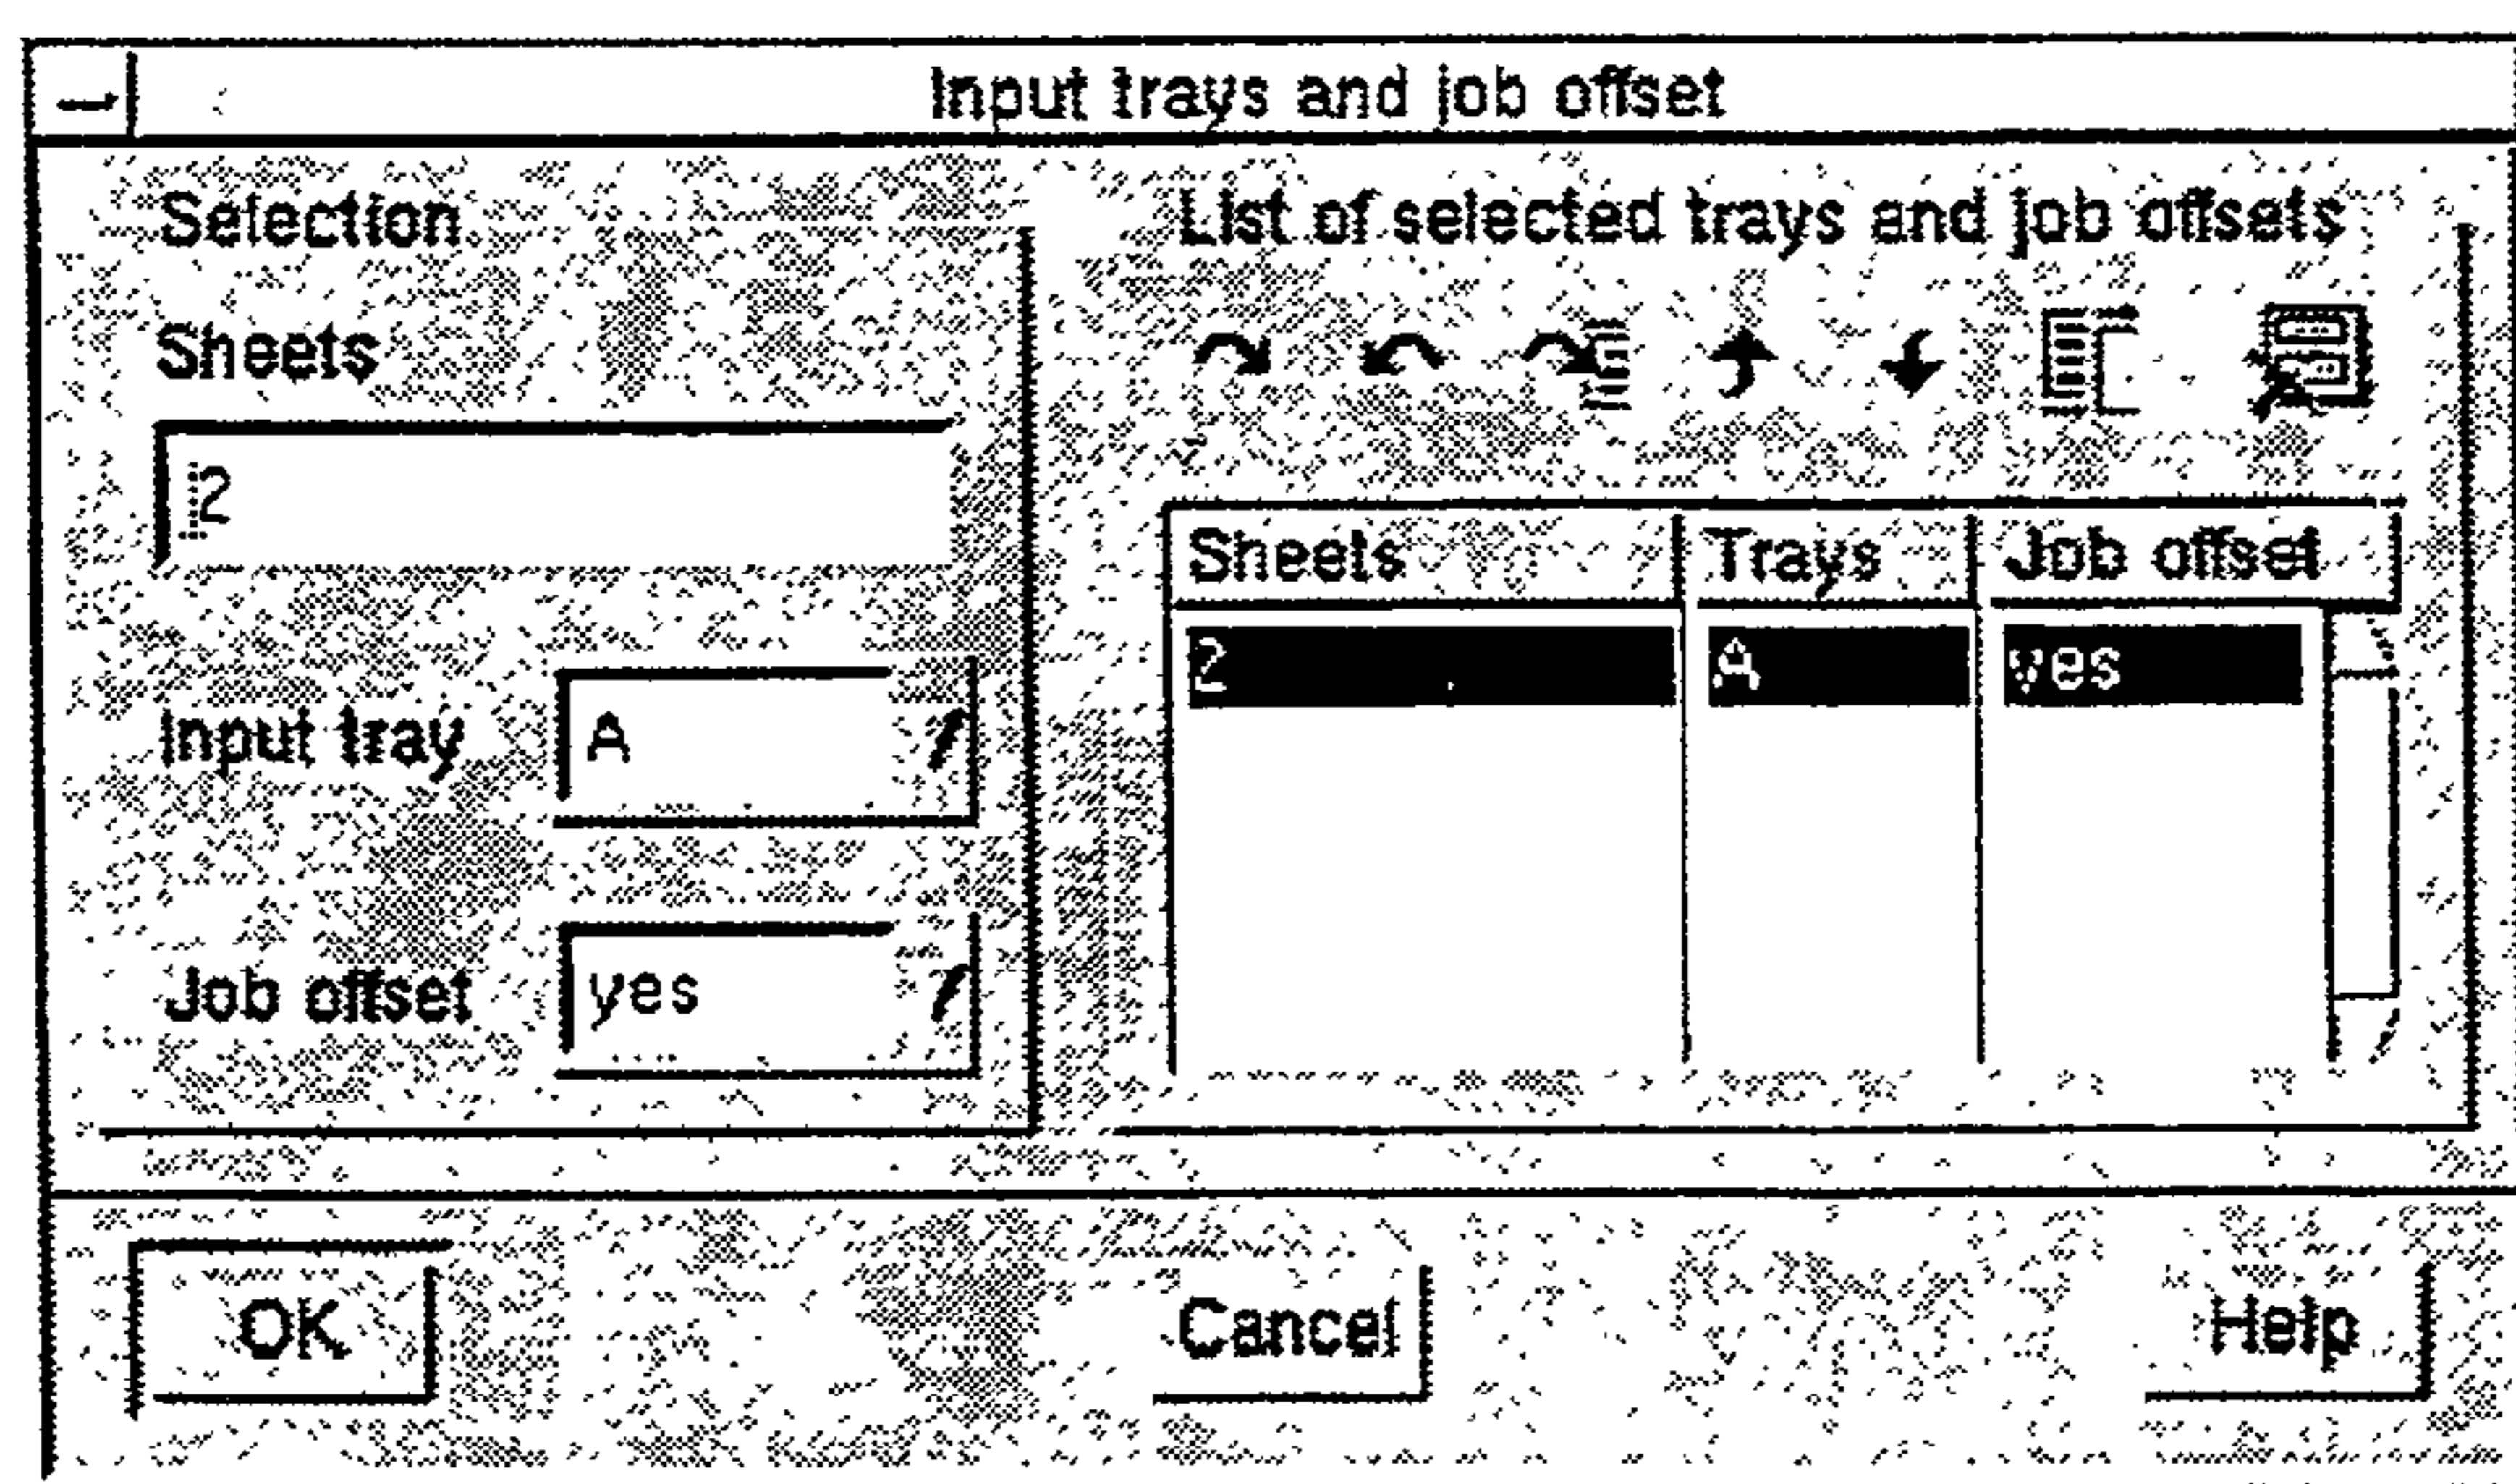 Input trays and job offset
Selection
Sheets
2
Input tray
A
Job offset
yes
List of selected trays and job offsets
Sheets Trays Job offset
2 A yes
OK Cancel Help